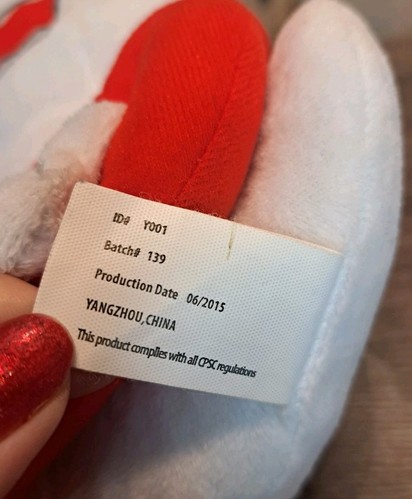 ID# Y001
Batch# 139
Production Date 06/2015
YANGZHOU,CHINA
This product complies with all CPSC regulations